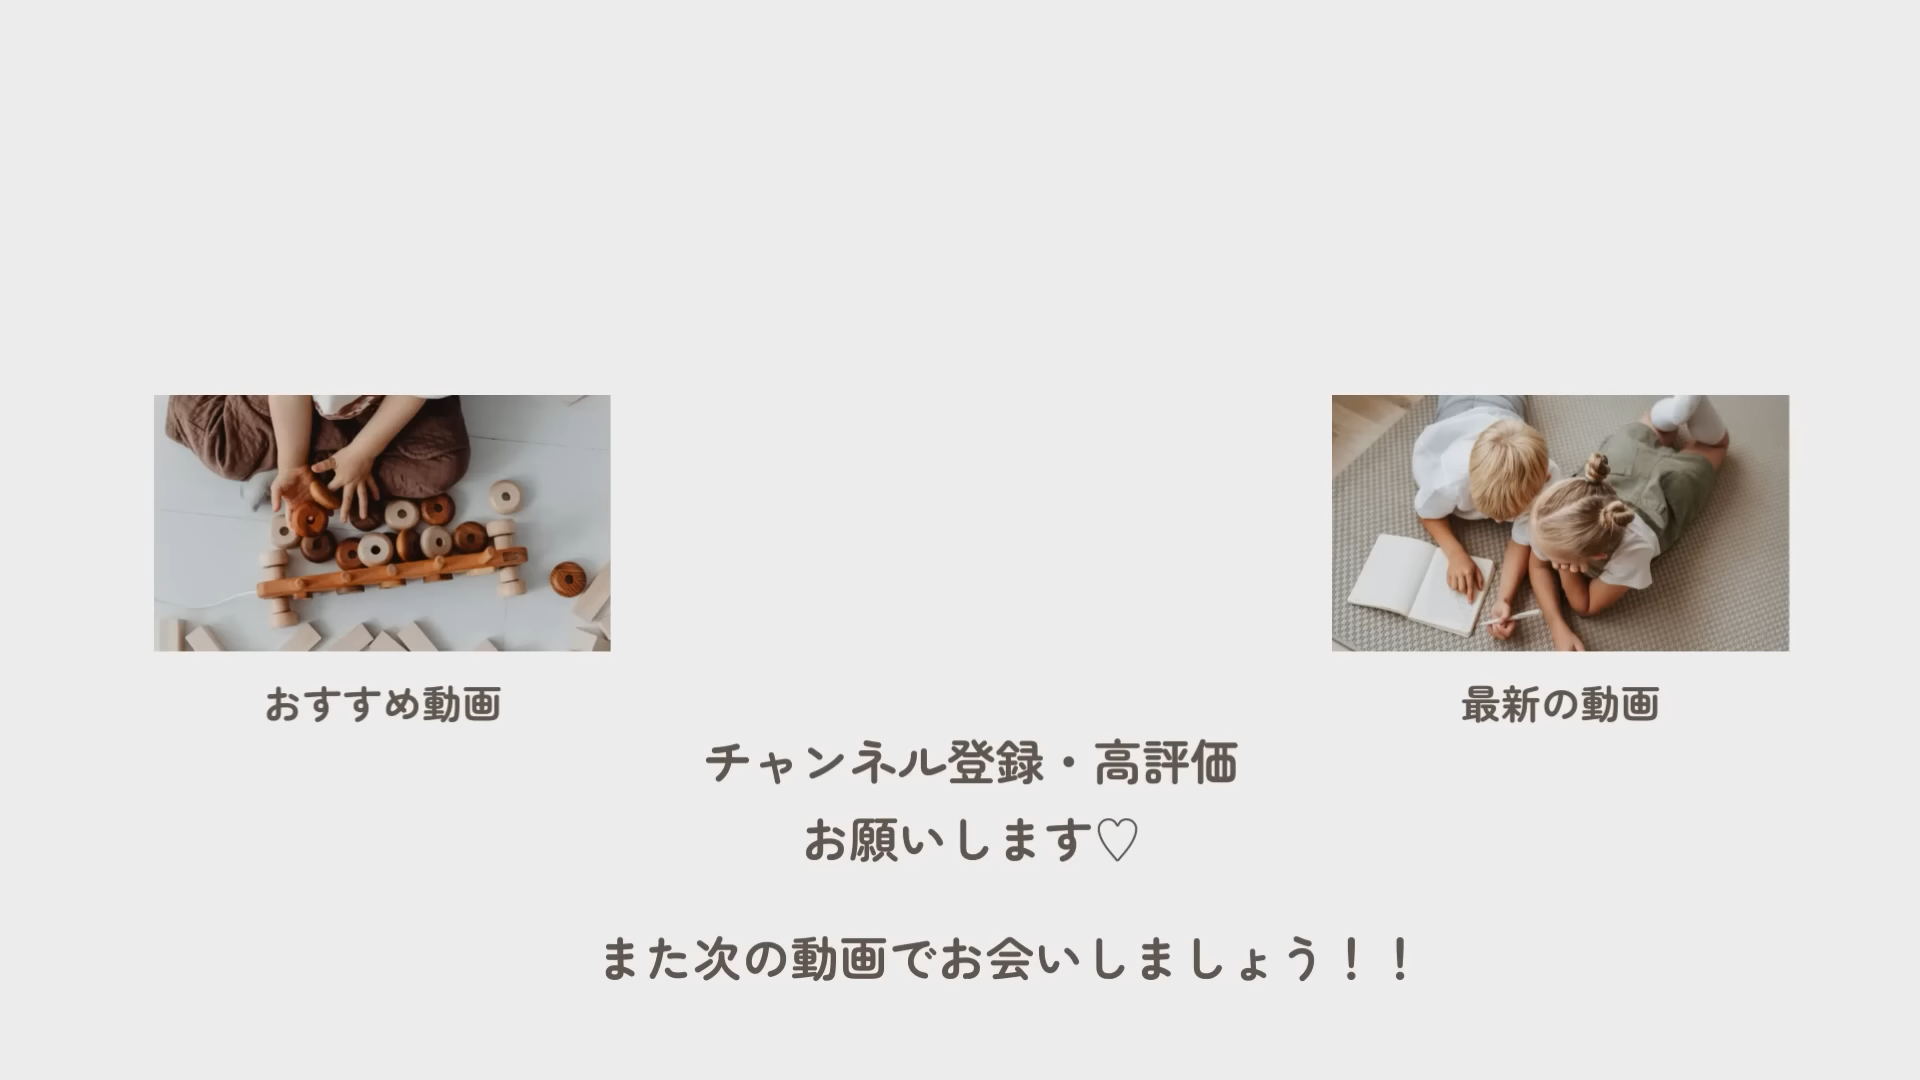 おすすめ動画
最新の動画
チャンネル登録・高評価
お願いします♡
また次の動画でお会いしましょう！！